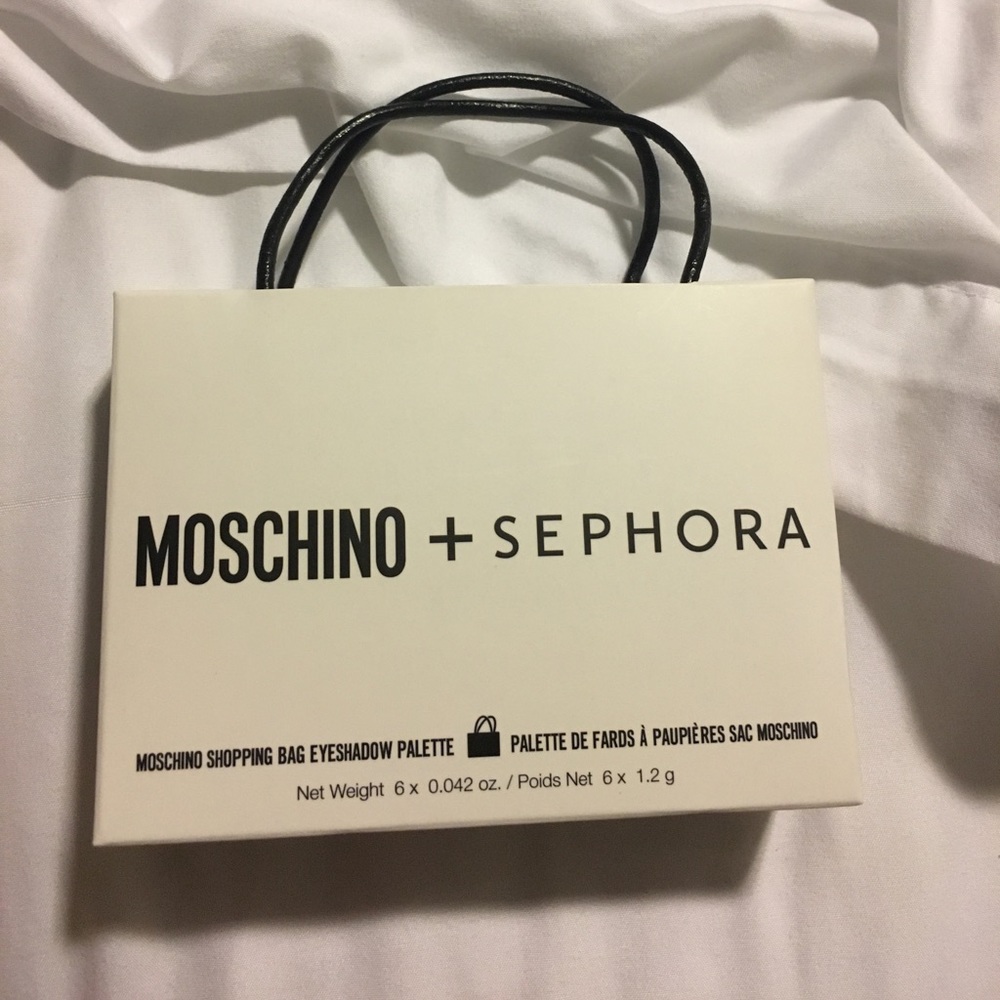 MOSCHINO + SEPHORA
MOSCHINO SHOPPING BAG EYESHADOW PALETTE PALETTE DE FARDS À PAUPIÈRES SAC MOSCHINO
Net Weight 6 x 0.042 oz. / Poids Net 6 x 1.2 g